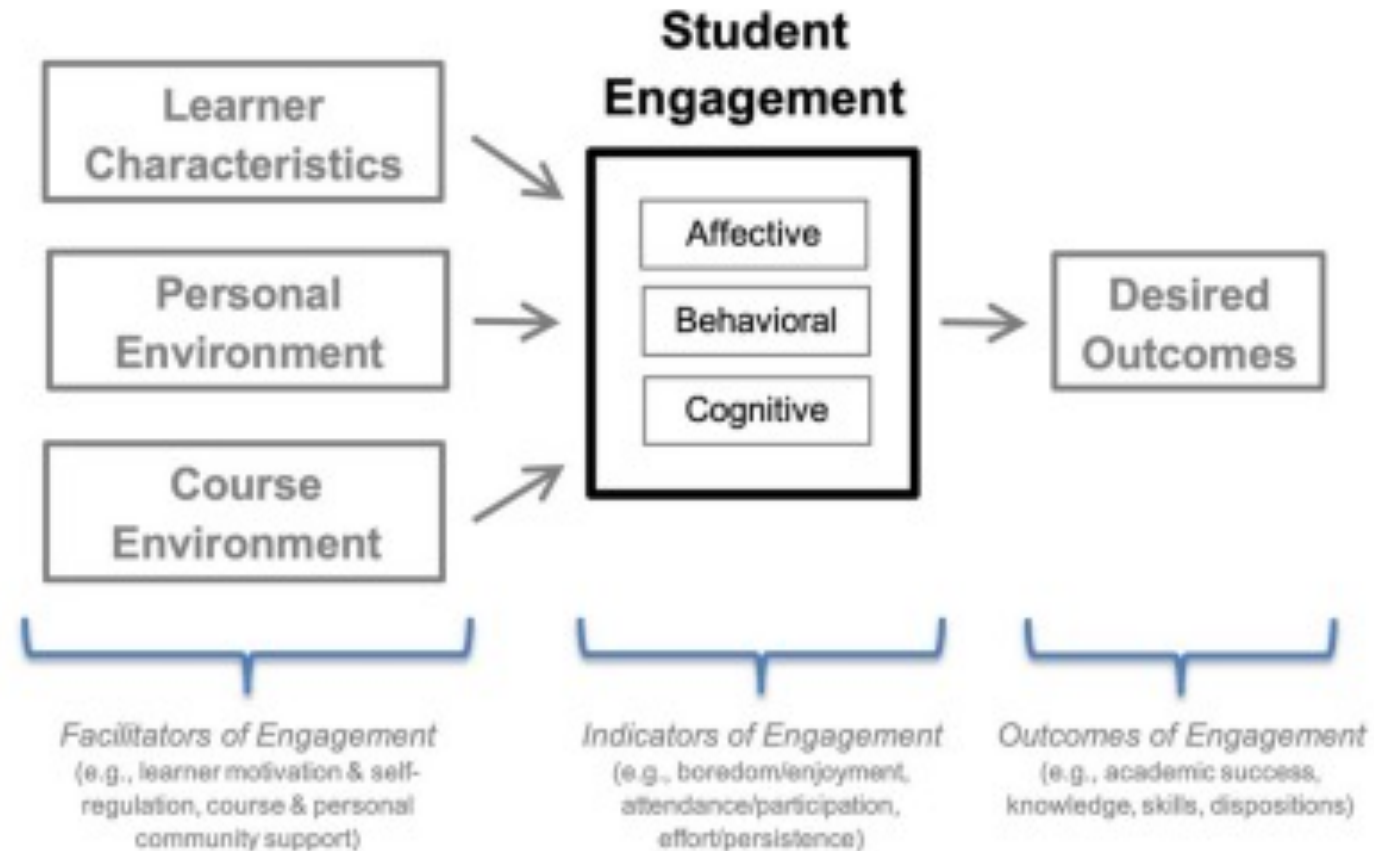 Student
Engagement
Learner
Characteristics
Personal
Environment
Course
Environment
Affective
Behavioral
Cognitive
Desired
Outcomes
Facilitators of Engagement
(e.g., learner motivation & self-
regulation, course & personal
community support)
Indicators of Engagement
(e.g., boredom/enjoyment,
attendance/participation,
effort/persistence)
Outcomes of Engagement
(e.g., academic success,
knowledge, skills, dispositions)